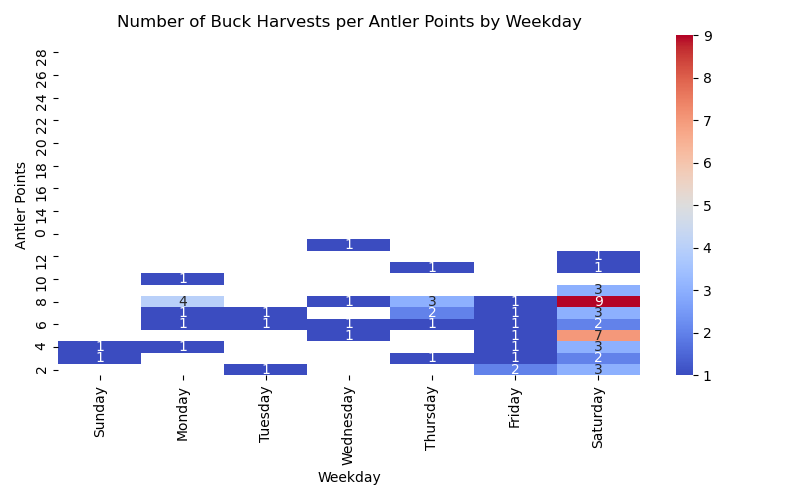 Number of Buck Harvests per Antler Points by Weekday
Antler Points
28
26
24
22
20
18
16
14
0
12
10
8
6
4
2
1
1
1
1
1
3
4 1 3 1 9
1 1 2 1 3
1 1 1 1 1 2
1 1 7
1 1 1 3
1 1 1 2
1 2 3
Sunday Monday Tuesday Wednesday Thursday Friday Saturday
Weekday
9
8
7
6
5
4
3
2
1